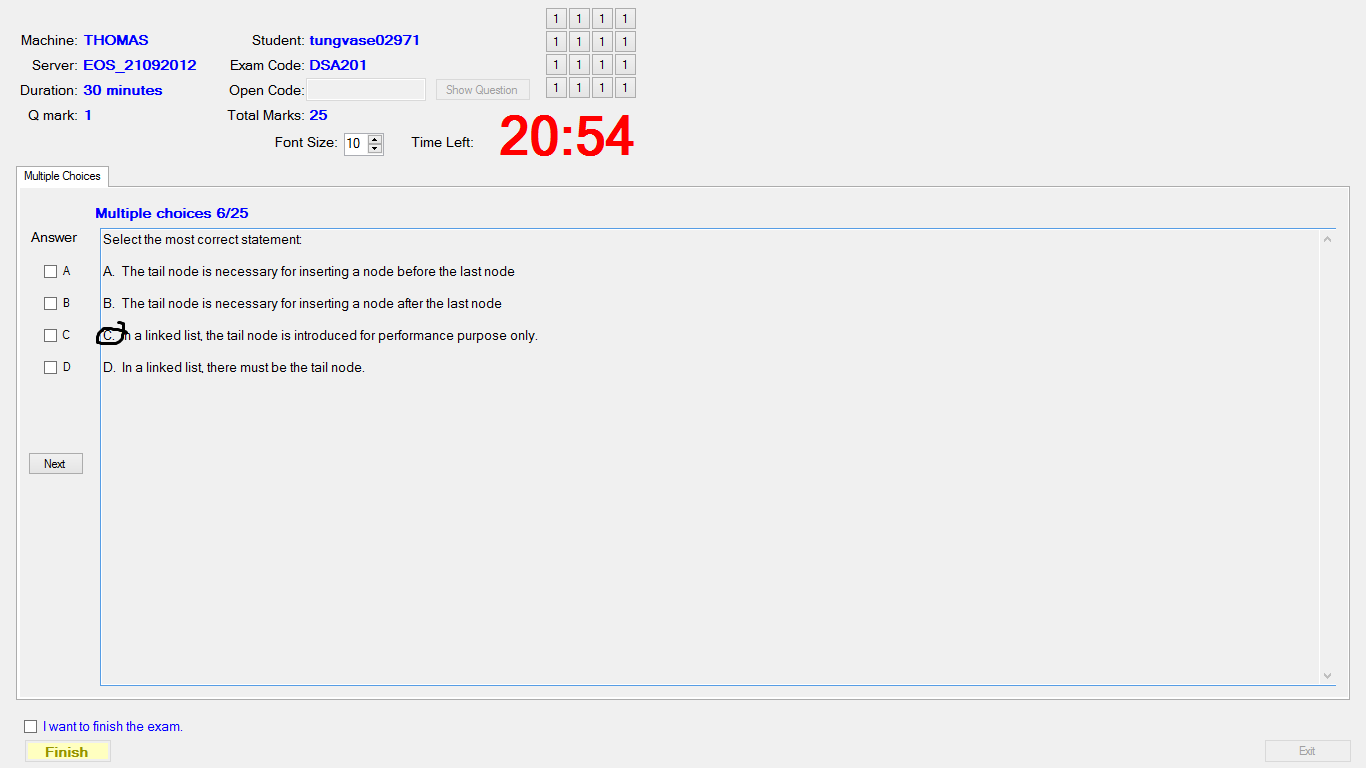 Machine: THOMAS
Student: tungvase02971
Server: EOS_21092012
Exam Code: DSA201
Duration: 30 minutes
Open Code:
Show Question
Q mark: 1
Total Marks: 25
1 1 1 1
1 1 1 1
1 1 1 1
1 1 1 1
Font Size: 10
Time Left: 20:54
Multiple Choices
Multiple choices 6/25
Answer
Select the most correct statement:
A
A. The tail node is necessary for inserting a node before the last node
B
B. The tail node is necessary for inserting a node after the last node
C
C. In a linked list, the tail node is introduced for performance purpose only.
D
D. In a linked list, there must be the tail node.
Next
I want to finish the exam.
Finish
Exit